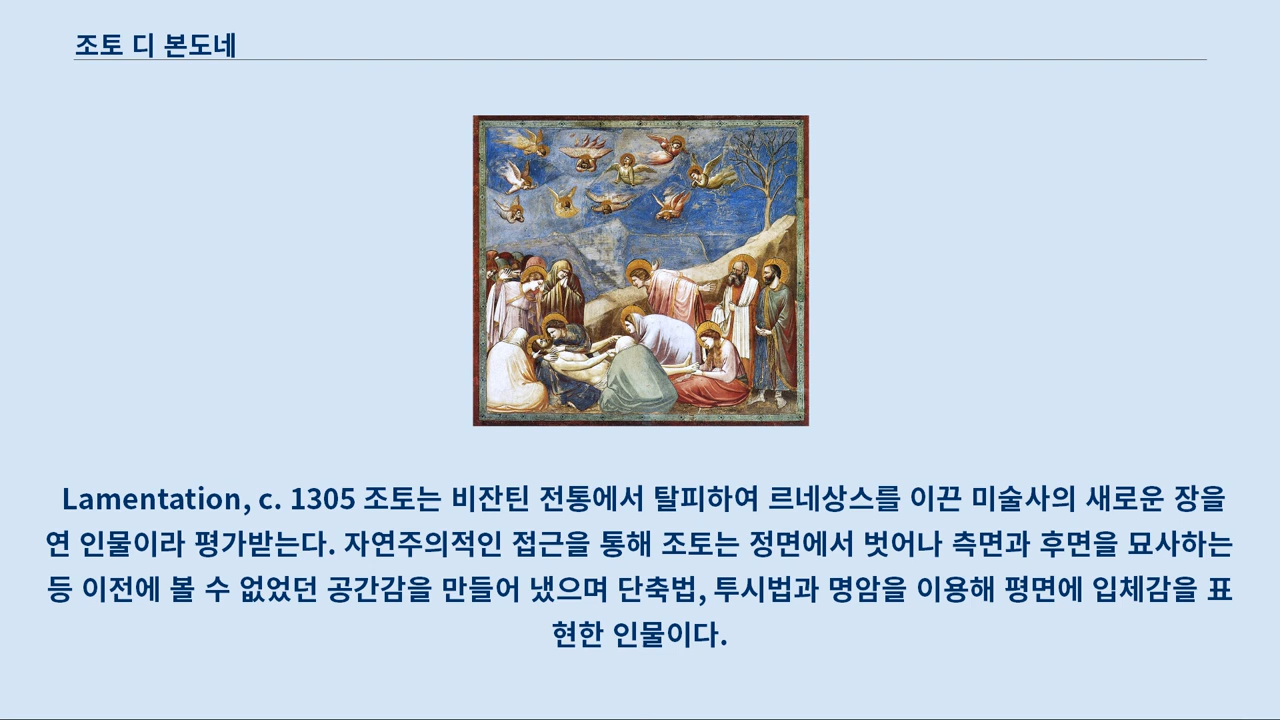 조토 디 본도네
Lamentation, c. 1305 조토는 비잔틴 전통에서 탈피하여 르네상스를 이끈 미술사의 새로운 장을
연 인물이라 평가받는다. 자연주의적인 접근을 통해 조토는 정면에서 벗어나 측면과 후면을 묘사하는
등 이전에 볼 수 없었던 공간감을 만들어 냈으며 단축법, 투시법과 명암을 이용해 평면에 입체감을 표
현한 인물이다.